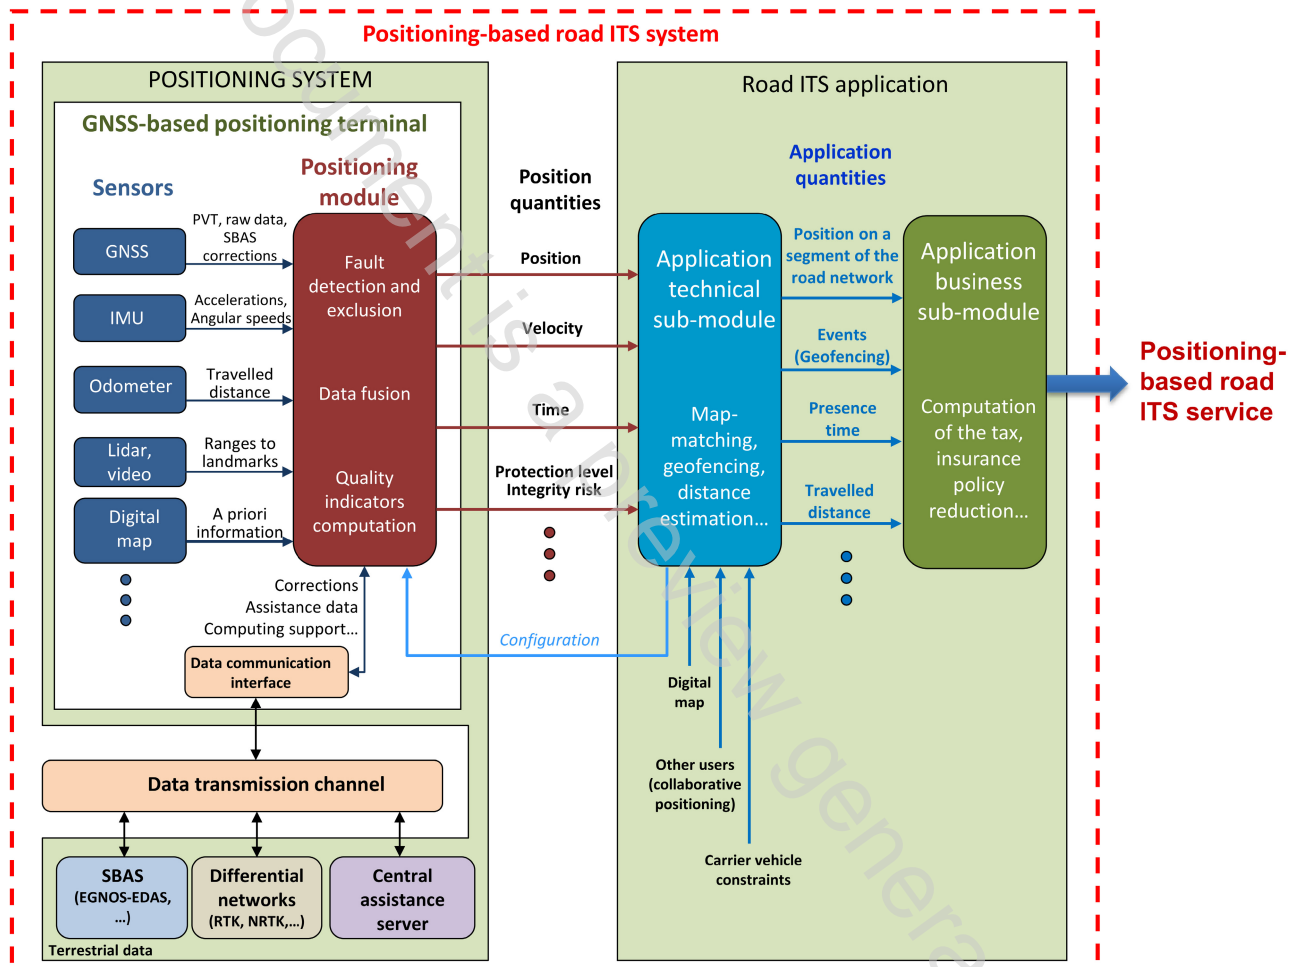 Positioning-based road ITS system
POSITIONING SYSTEM
GNSS-based positioning terminal
Sensors
Positioning
module
GNSS
PVT, raw data,
SBAS
corrections
IMU
Accelerations,
Angular speeds
Odometer
Travelled
distance
Lidar,
video
Ranges to
landmarks
Digital
map
A priori
information
Fault
detection and
exclusion
Data fusion
Quality
indicators
computation
Corrections
Assistance data
Computing support...
Data communication
interface
Data transmission channel
SBAS
(EGNOS-EDAS,
...)
Differential
networks
(RTK, NRTK,...)
Central
assistance
server
Terrestrial data
Position
quantities
Position
Velocity
Time
Protection level
Integrity risk
Configuration
Road ITS application
Application
quantities
Application
technical
sub-module
Map-
matching,
geofencing,
distance
estimation...
Position on a
segment of the
road network
Events
(Geofencing)
Presence
time
Travelled
distance
Application
business
sub-module
Computation
of the tax,
insurance
policy
reduction...
Digital
map
Other users
(collaborative
positioning)
Carrier vehicle
constraints
Positioning-
based road
ITS service
ocument is a preview genera